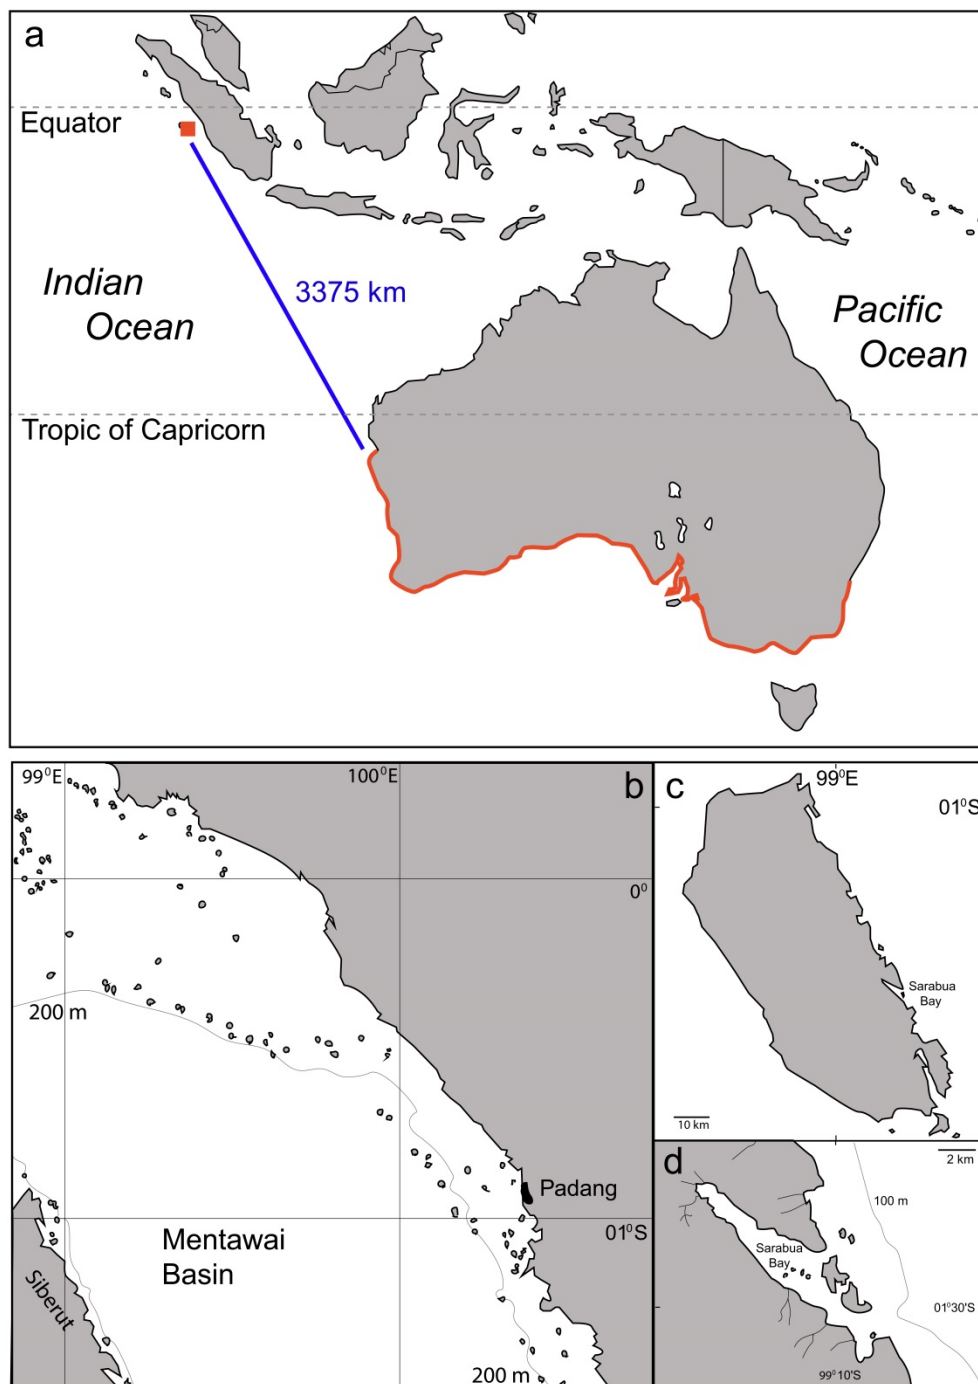 a
Equator
Indian
Ocean
3375 km
Pacific
Ocean
Tropic of Capricorn
99⁰E
100⁰E
b
0⁰
200 m
Padang
01⁰S
Mentawai
Basin
Siberut
200 m
c
99⁰E
01⁰S
Sarabua
Bay
10 km
d
2 km
100 m
Sarabua
Bay
01⁰30'S
99⁰10'S